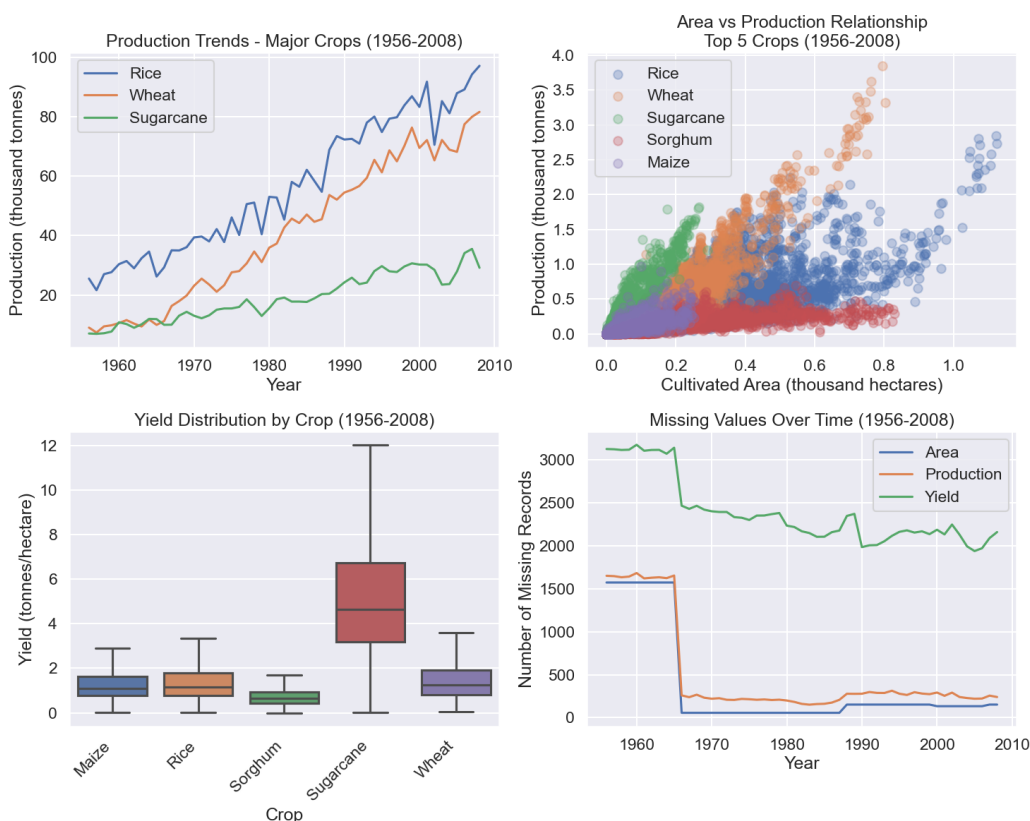 Production Trends - Major Crops (1956-2008)
Production (thousand tonnes)
100
80
60
40
20
Rice
Wheat
Sugarcane
1960
1970
1980
1990
2000
2010
Year
Area vs Production Relationship
Top 5 Crops (1956-2008)
Production (thousand tonnes)
4.0
3.5
3.0
2.5
2.0
1.5
1.0
0.5
0.0
Rice
Wheat
Sugarcane
Sorghum
Maize
0.0
0.2
0.4
0.6
0.8
1.0
Cultivated Area (thousand hectares)
Yield Distribution by Crop (1956-2008)
Yield (tonnes/hectare)
12
10
8
6
4
2
0
Maize
Rice
Sorghum
Sugarcane
Wheat
Crop
Missing Values Over Time (1956-2008)
Number of Missing Records
3000
2500
2000
1500
1000
500
0
Area
Production
Yield
1960
1970
1980
1990
2000
2010
Year